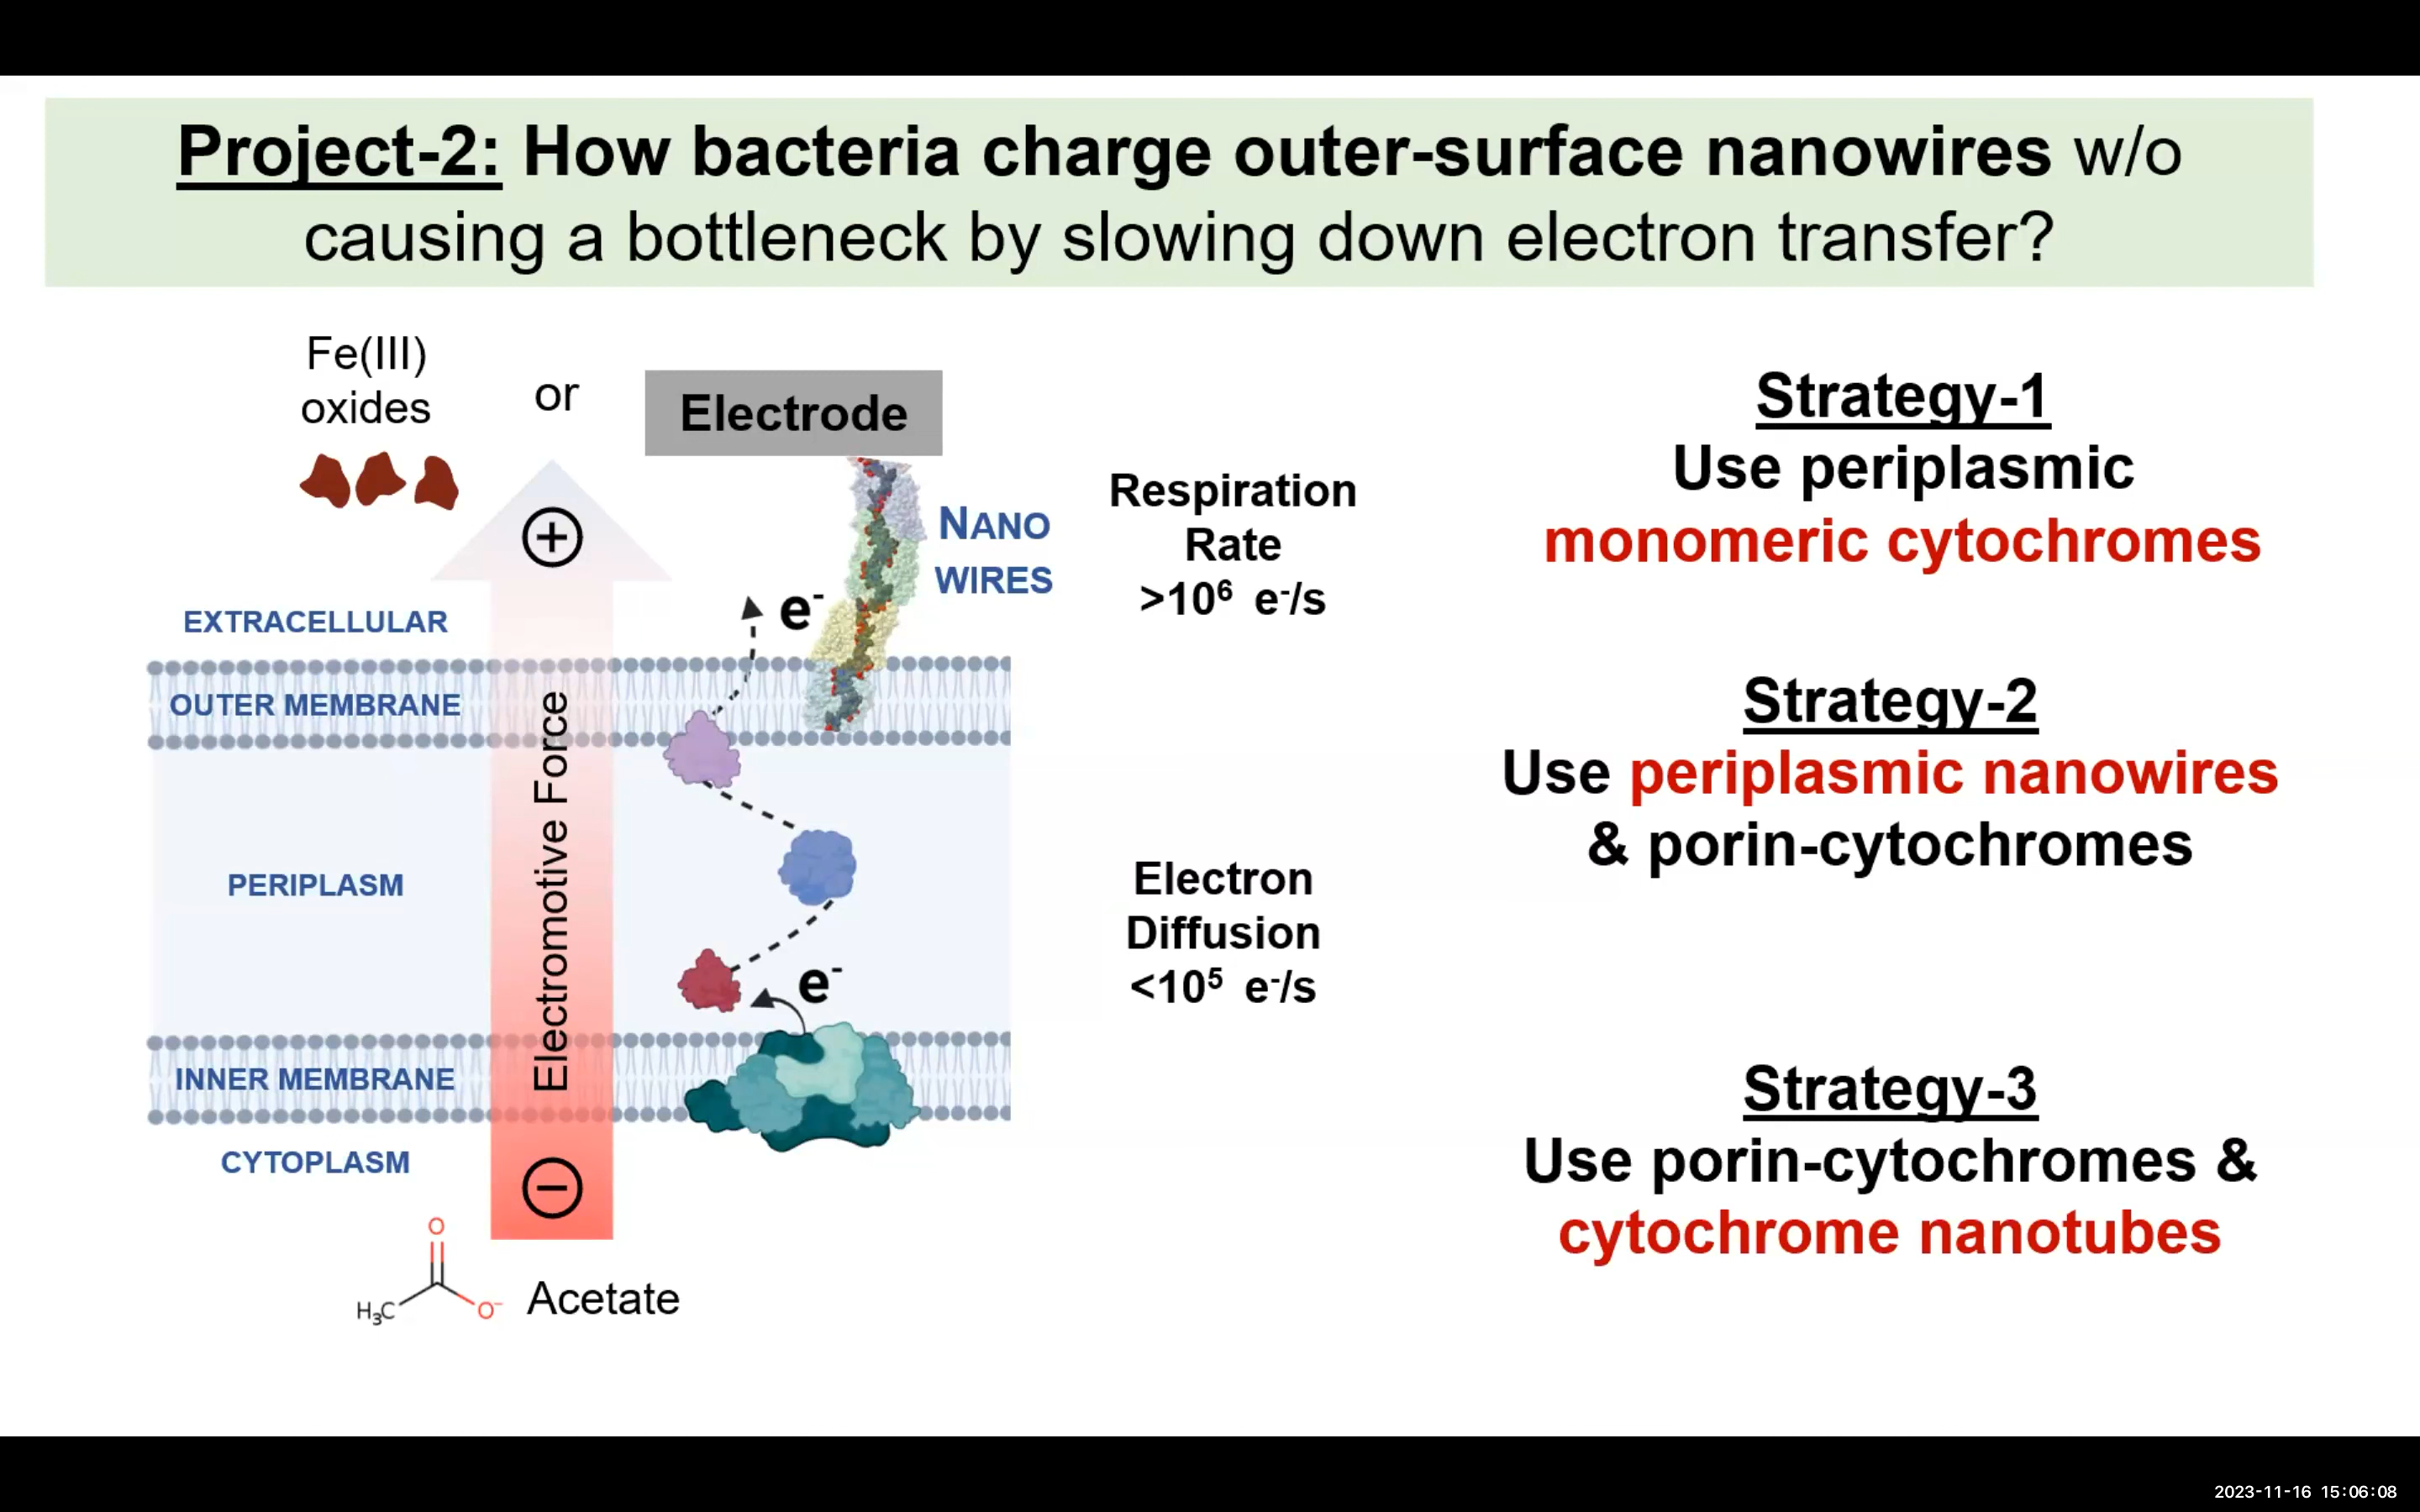 Project-2: How bacteria charge outer-surface nanowires w/o
causing a bottleneck by slowing down electron transfer?
Fe(III)
oxides
or
Electrode
+
NANO
WIRES
e⁻
EXTRACELLULAR
OUTER MEMBRANE
Electromotive Force
PERIPLASM
e⁻
INNER MEMBRANE
CYTOPLASM
−
O
H₃C
O⁻
Acetate
Respiration
Rate
>10⁶ e⁻/s
Electron
Diffusion
<10⁵ e⁻/s
Strategy-1
Use periplasmic
monomeric cytochromes
Strategy-2
Use periplasmic nanowires
& porin-cytochromes
Strategy-3
Use porin-cytochromes &
cytochrome nanotubes
2023-11-16 15:06:08